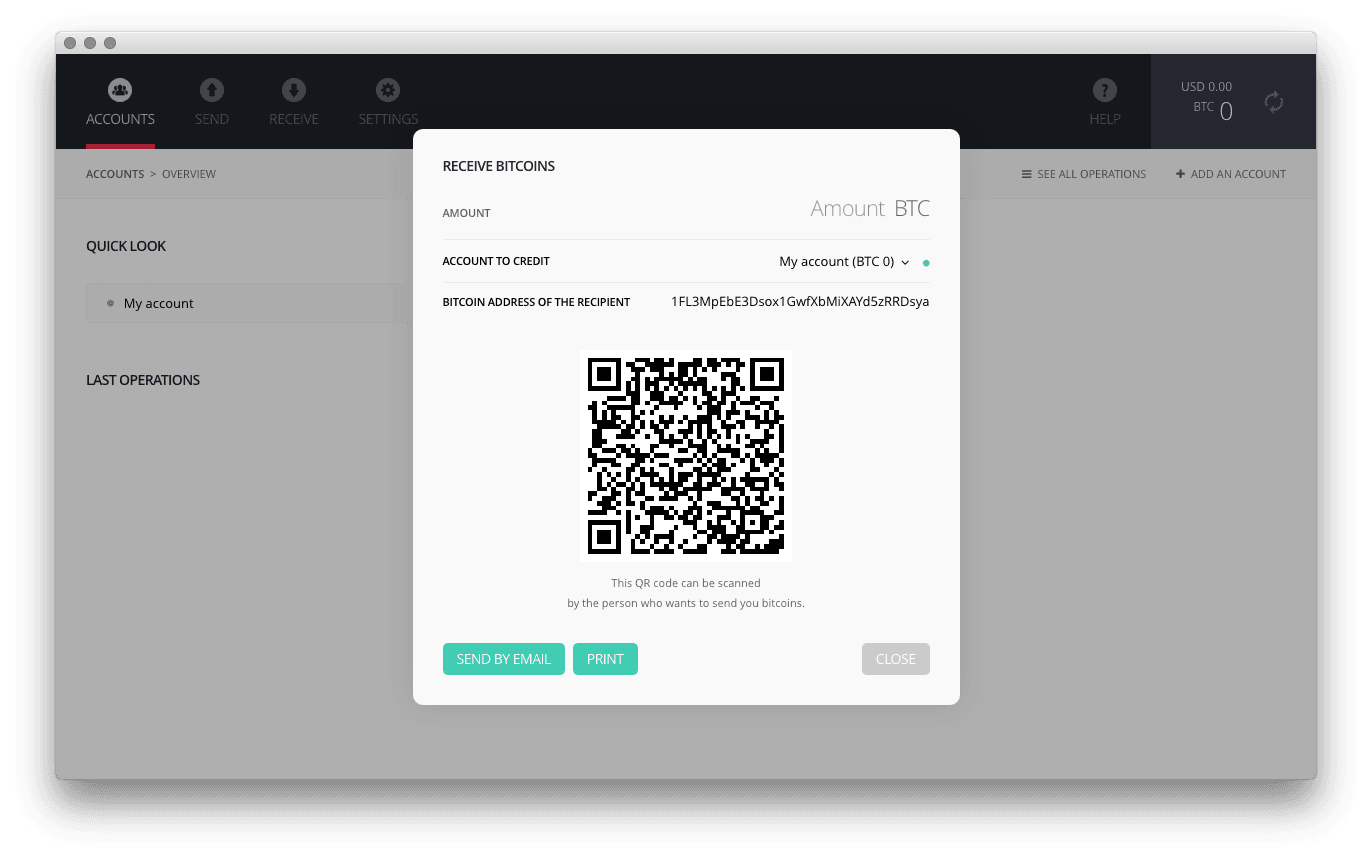 ACCOUNTS SEND RECEIVE SETTINGS HELP
USD 0.00
BTC 0
ACCOUNTS > OVERVIEW SEE ALL OPERATIONS ADD AN ACCOUNT
QUICK LOOK
My account
LAST OPERATIONS
RECEIVE BITCOINS
AMOUNT Amount BTC
ACCOUNT TO CREDIT My account (BTC 0)
BITCOIN ADDRESS OF THE RECIPIENT 1FL3MpEbE3Dsox1GwfXbMiXAYd5zRRDsya
This QR code can be scanned
by the person who wants to send you bitcoins.
SEND BY EMAIL PRINT CLOSE